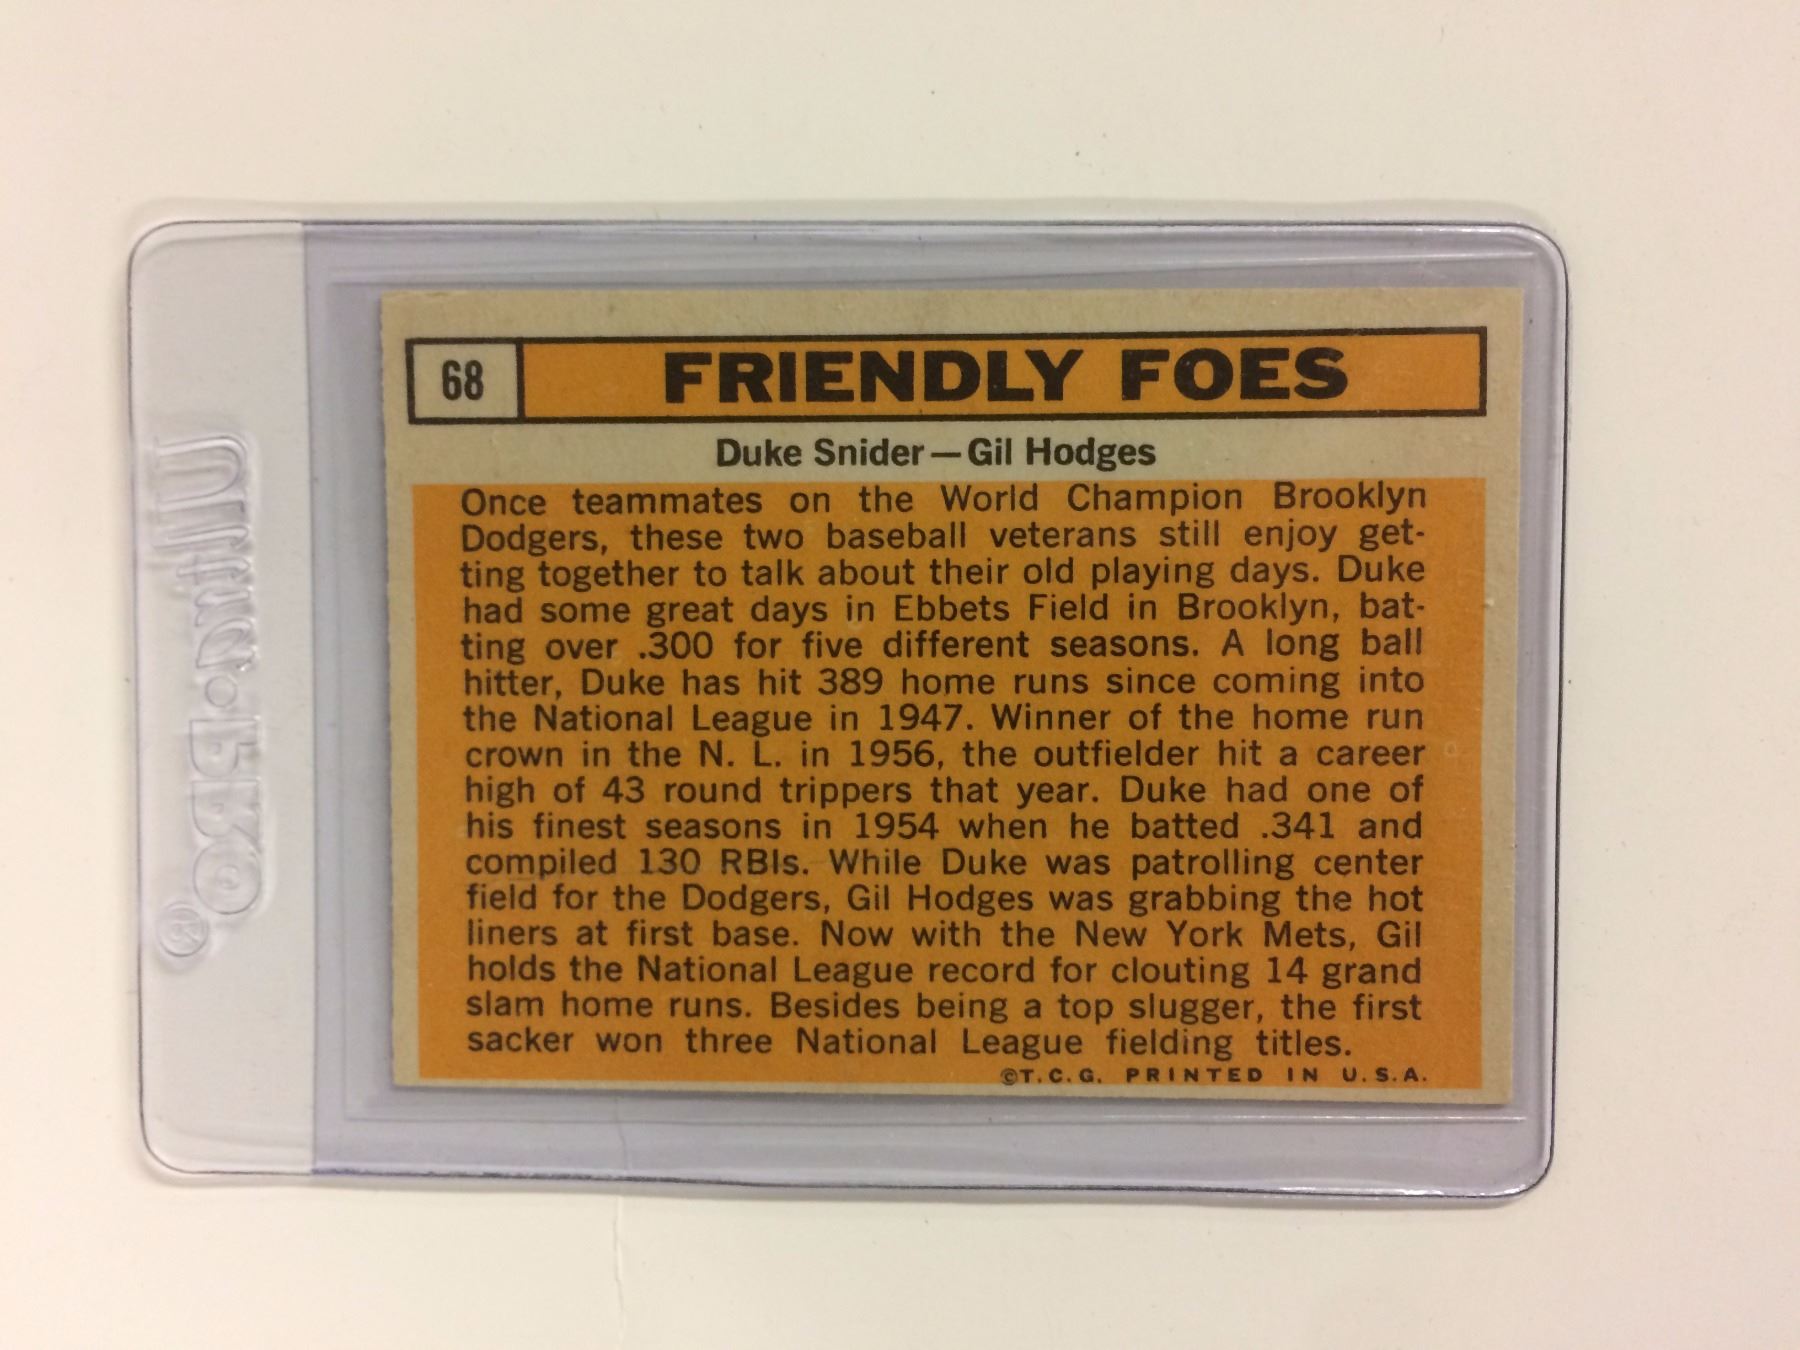 68
FRIENDLY FOES
Duke Snider—Gil Hodges
Once teammates on the World Champion Brooklyn
Dodgers, these two baseball veterans still enjoy get-
ting together to talk about their old playing days. Duke
had some great days in Ebbets Field in Brooklyn, bat-
ting over .300 for five different seasons. A long ball
hitter, Duke has hit 389 home runs since coming into
the National League in 1947. Winner of the home run
crown in the N. L. in 1956, the outfielder hit a career
high of 43 round trippers that year. Duke had one of
his finest seasons in 1954 when he batted .341 and
compiled 130 RBIs. While Duke was patrolling center
field for the Dodgers, Gil Hodges was grabbing the hot
liners at first base. Now with the New York Mets, Gil
holds the National League record for clouting 14 grand
slam home runs. Besides being a top slugger, the first
sacker won three National League fielding titles.
©T.C.G. PRINTED IN U.S.A.
Ultra·PRO®